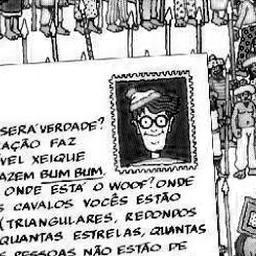 SERÁ VERDADE?
AÇÃO FAZ
VEL XEIQUE
AZEM BUM BUM.
ONDE ESTÁ O WOOF? ONDE
S CAVALOS VOCÊS ESTÃO
(TRIANGULARES, REDONDOS
QUANTAS ESTRELAS, QUANTAS
S PESSOAS NÃO ESTÃO DE